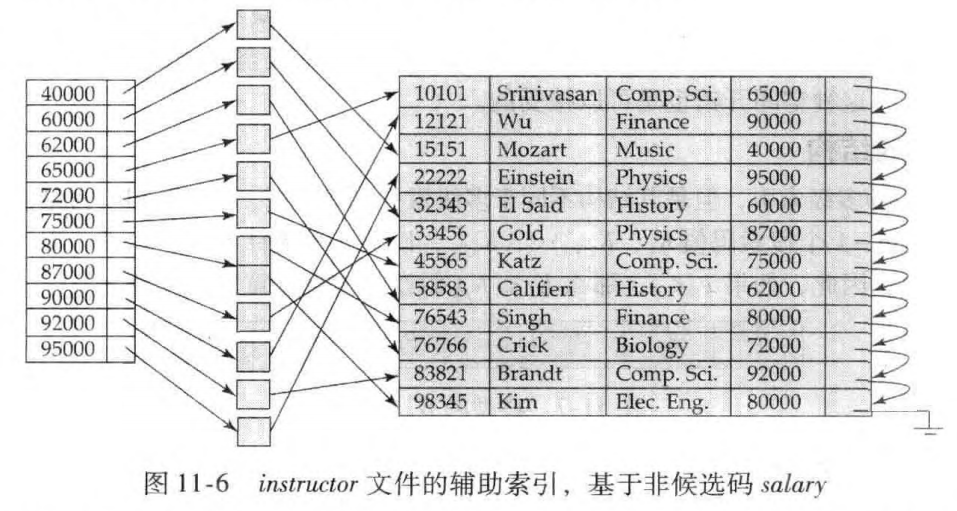 40000
60000
62000
65000
72000
75000
80000
87000
90000
92000
95000
10101 Srinivasan Comp. Sci. 65000
12121 Wu Finance 90000
15151 Mozart Music 40000
22222 Einstein Physics 95000
32343 El Said History 60000
33456 Gold Physics 87000
45565 Katz Comp. Sci. 75000
58583 Califieri History 62000
76543 Singh Finance 80000
76766 Crick Biology 72000
83821 Brandt Comp. Sci. 92000
98345 Kim Elec. Eng. 80000
图 11-6 instructor 文件的辅助索引，基于非候选码 salary